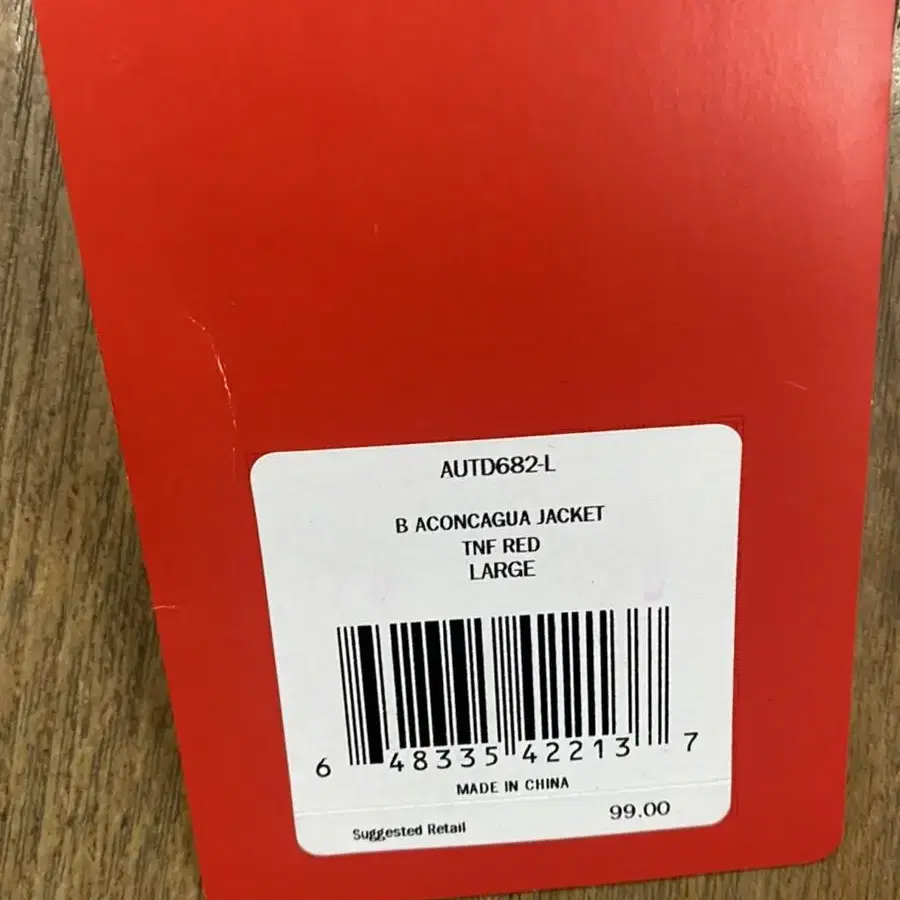 AUTD682-L
B ACONCAGUA JACKET
TNF RED
LARGE
6 48335 42213 7
MADE IN CHINA
Suggested Retail 99.00